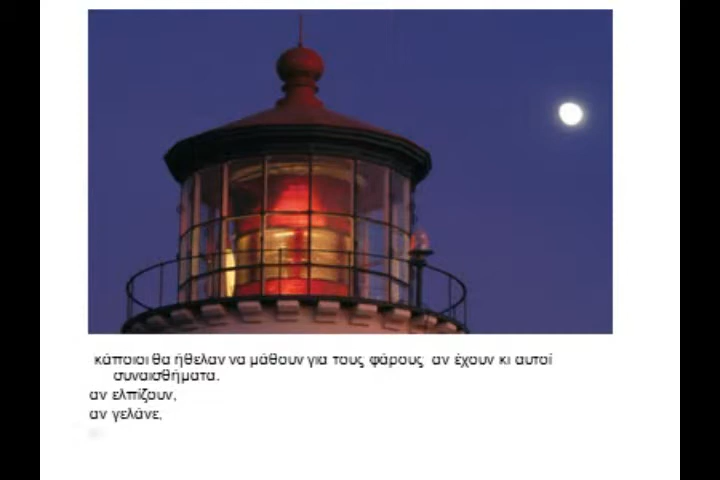 κάποιοι θα ήθελαν να μάθουν για τους φάρους: αν έχουν κι αυτοί
συναισθήματα.
αν ελπίζουν,
αν γελάνε,